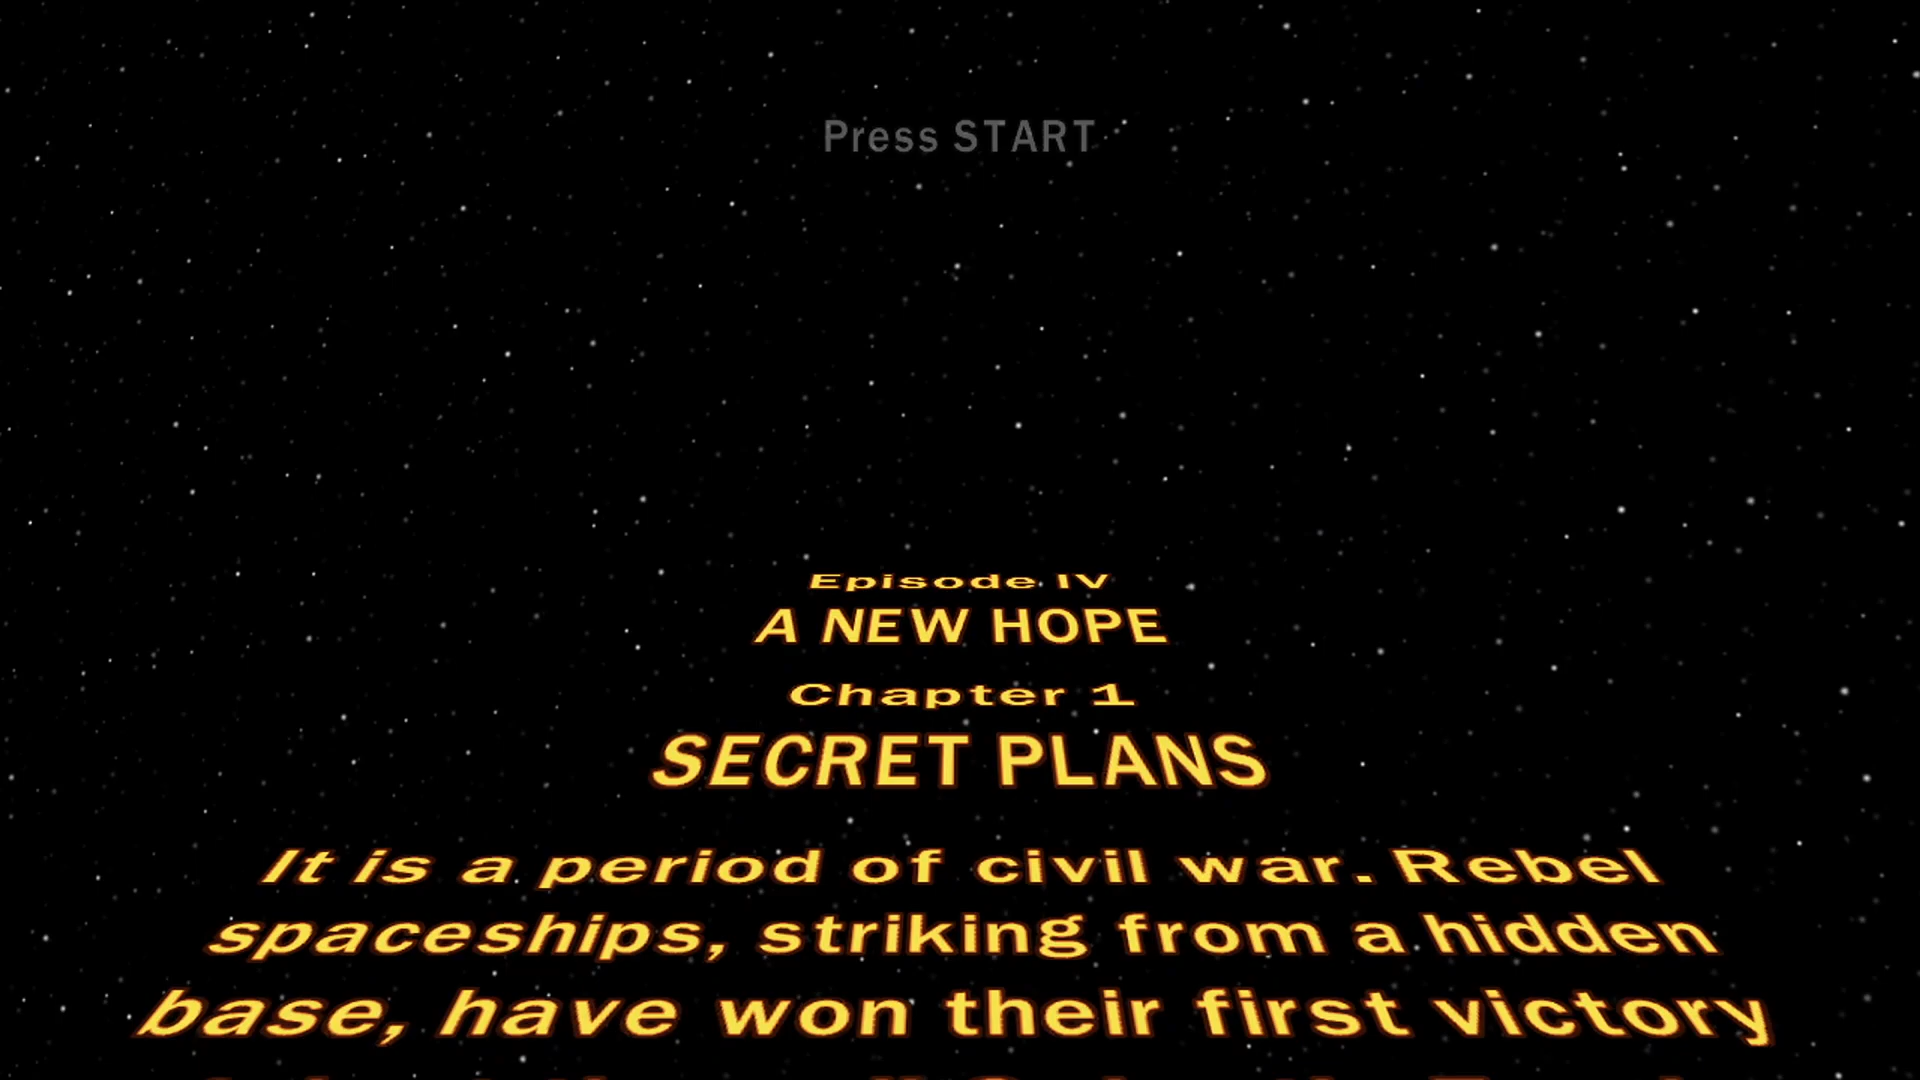 Press START
Episode IV
A NEW HOPE
Chapter 1
SECRET PLANS
It is a period of civil war. Rebel
spaceships, striking from a hidden
base, have won their first victory